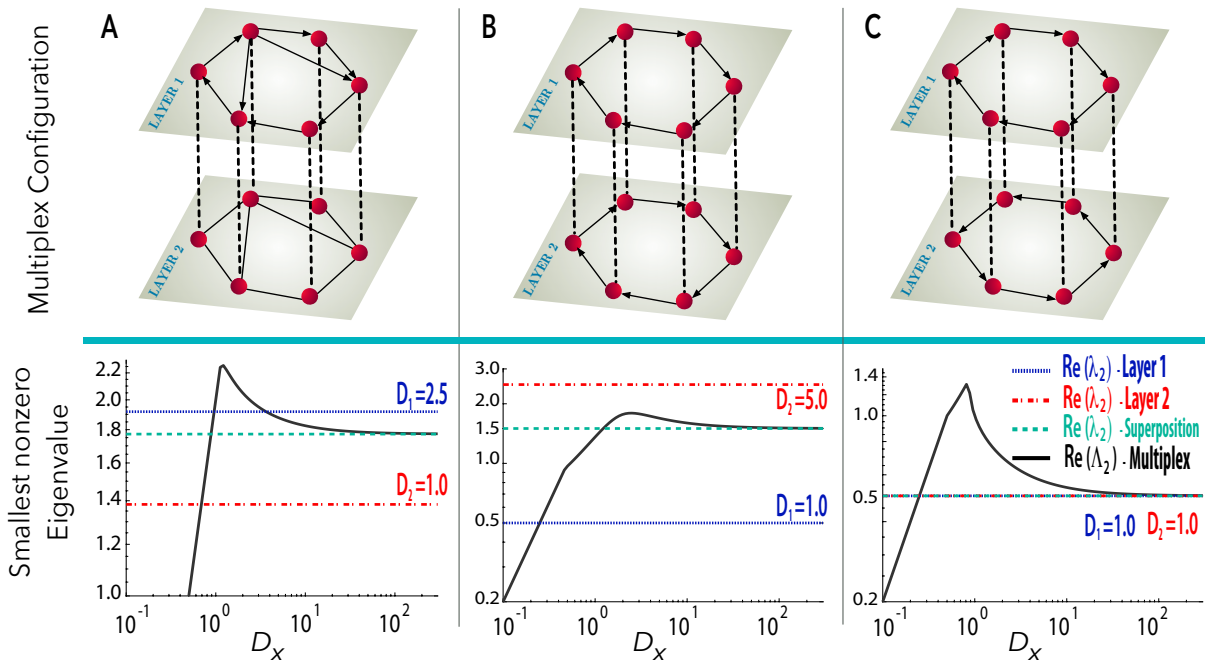 A
B
C
Multiplex Configuration
LAYER 1
LAYER 1
LAYER 1
LAYER 2
LAYER 2
LAYER 2
Smallest nonzero
Eigenvalue
2.2
2.0
1.8
1.6
1.4
1.2
1.0
D₁=2.5
D₂=1.0
10⁻¹ 10⁰ 10¹ 10²
Dₓ
3.0
2.0
1.5
1.0
0.5
0.2
D₂=5.0
D₁=1.0
10⁻¹ 10⁰ 10¹ 10²
Dₓ
1.4
1.0
0.5
0.2
Re(λ₂) - Layer 1
Re(λ₂) - Layer 2
Re(λ₂) - Superposition
Re(Λ₂) - Multiplex
D₁=1.0 D₂=1.0
10⁻¹ 10⁰ 10¹ 10²
Dₓ